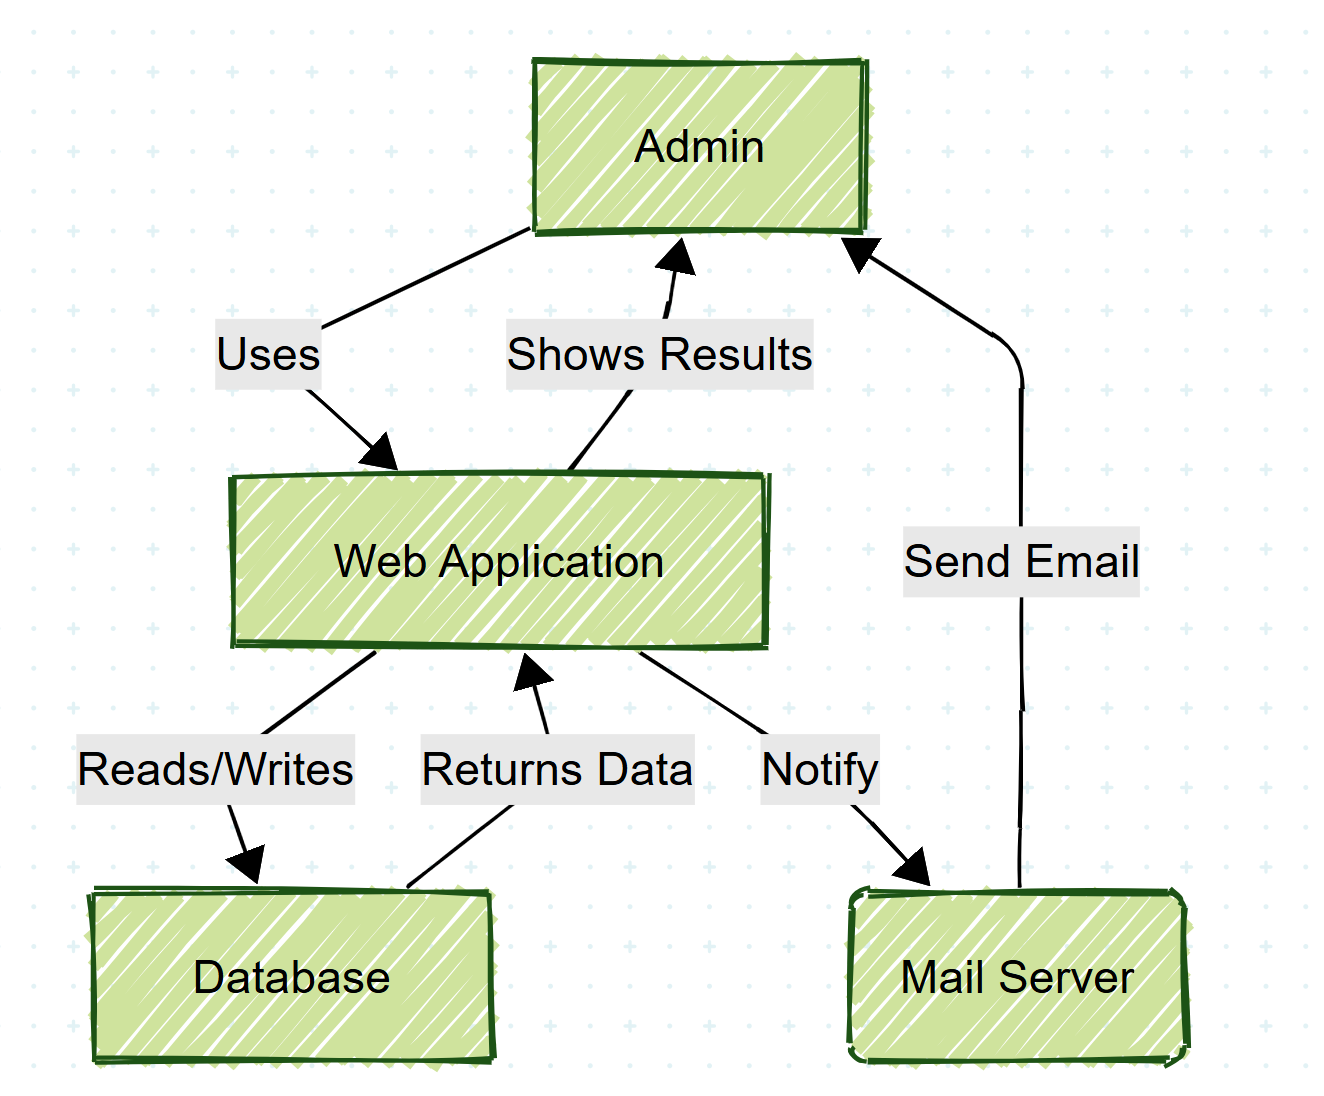 Admin
Uses
Shows Results
Web Application
Send Email
Reads/Writes
Returns Data
Notify
Database
Mail Server